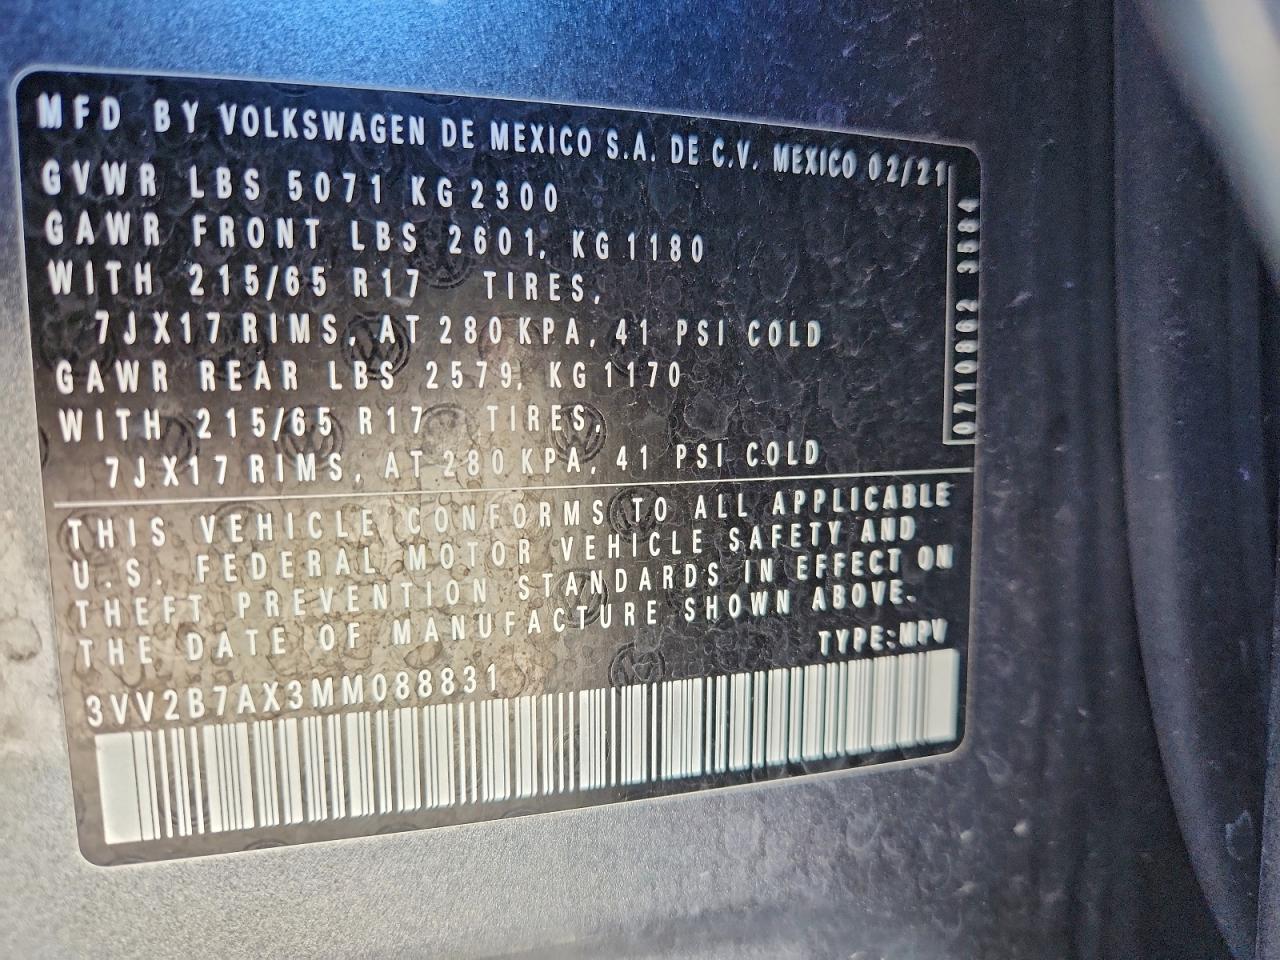 MFD BY VOLKSWAGEN DE MEXICO S.A. DE C.V. MEXICO 02/21
GVWR LBS 5071 KG 2300
GAWR FRONT LBS 2601, KG 1180
WITH 215/65 R17 TIRES,
7JX17 RIMS, AT 280 KPA, 41 PSI COLD
GAWR REAR LBS 2579, KG 1170
WITH 215/65 R17 TIRES,
7JX17 RIMS, AT 280 KPA, 41 PSI COLD
THIS VEHICLE CONFORMS TO ALL APPLICABLE
U.S. FEDERAL MOTOR VEHICLE SAFETY AND
THEFT PREVENTION STANDARDS IN EFFECT ON
THE DATE OF MANUFACTURE SHOWN ABOVE.
TYPE:MPV
3VV2B7AX3MM088831